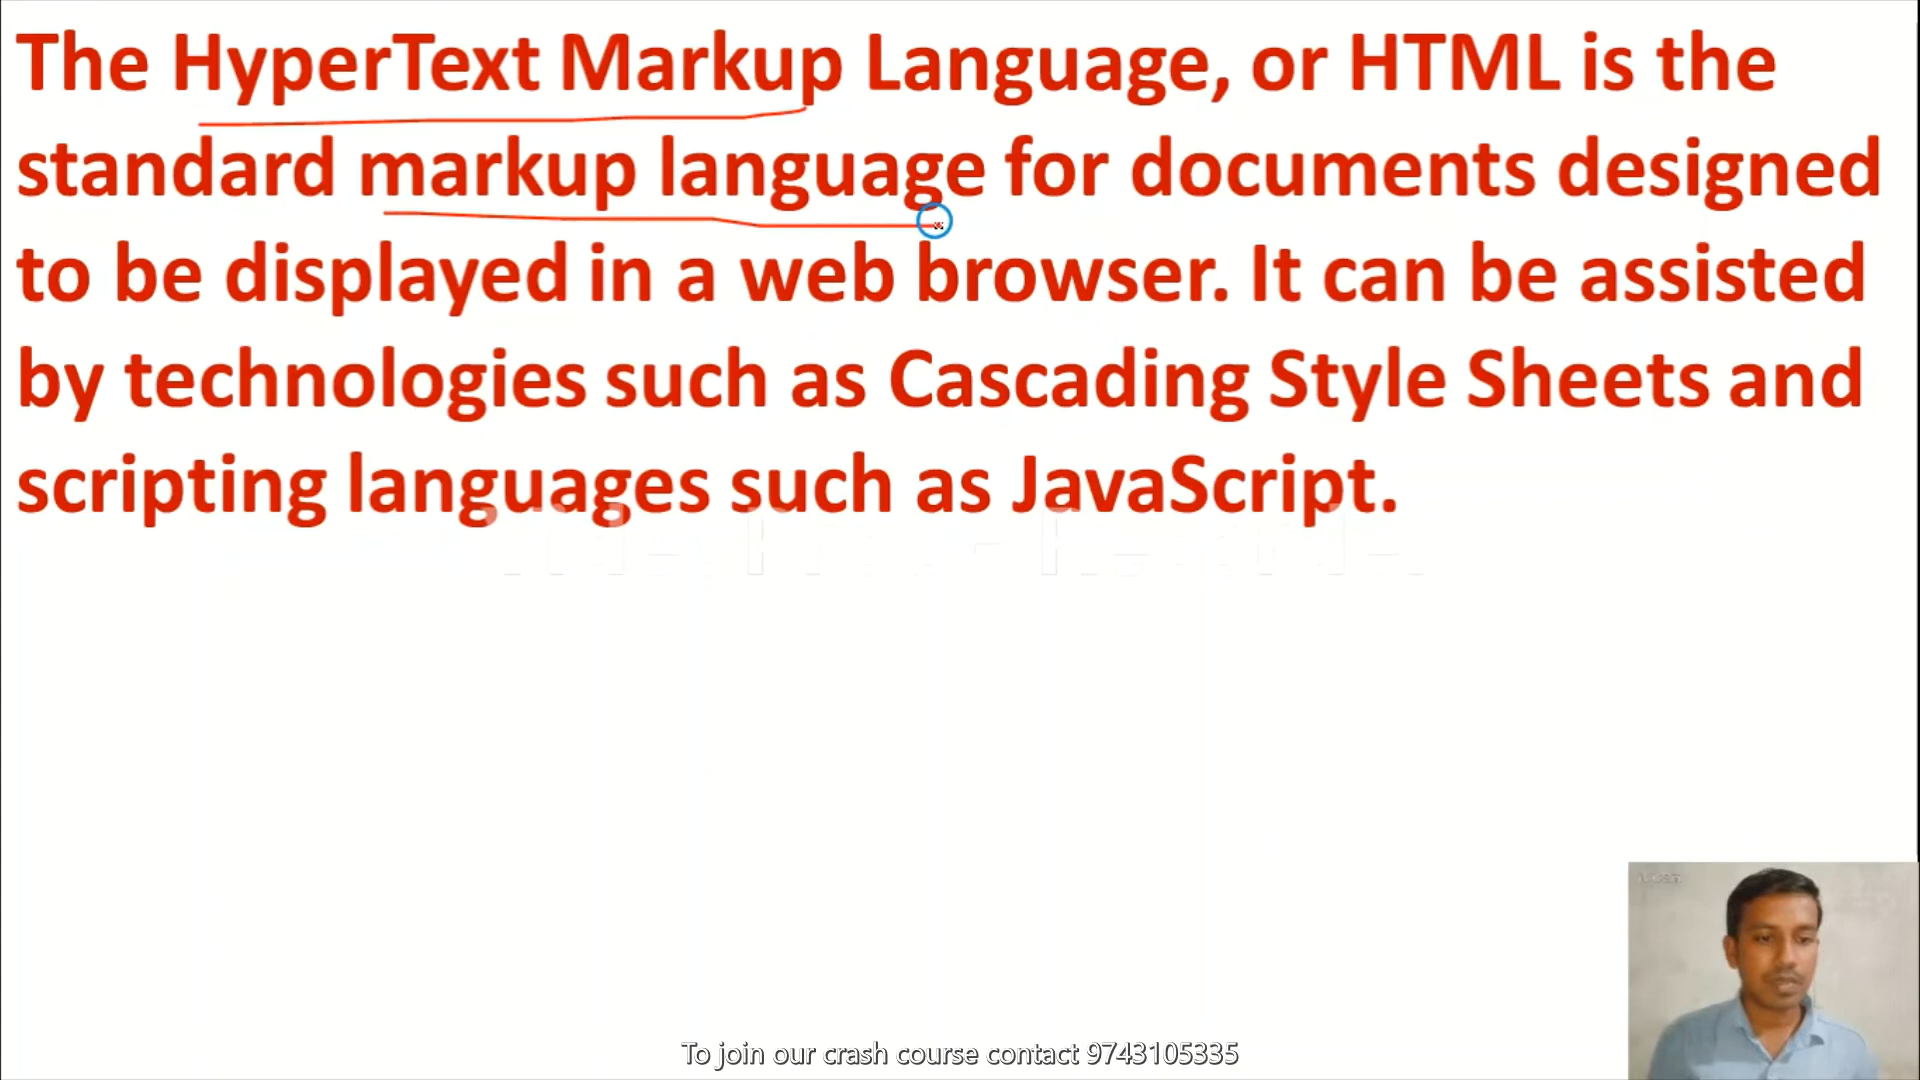 The HyperText Markup Language, or HTML is the
standard markup language for documents designed
to be displayed in a web browser. It can be assisted
by technologies such as Cascading Style Sheets and
scripting languages such as JavaScript.
To join our crash course contact 9743105335